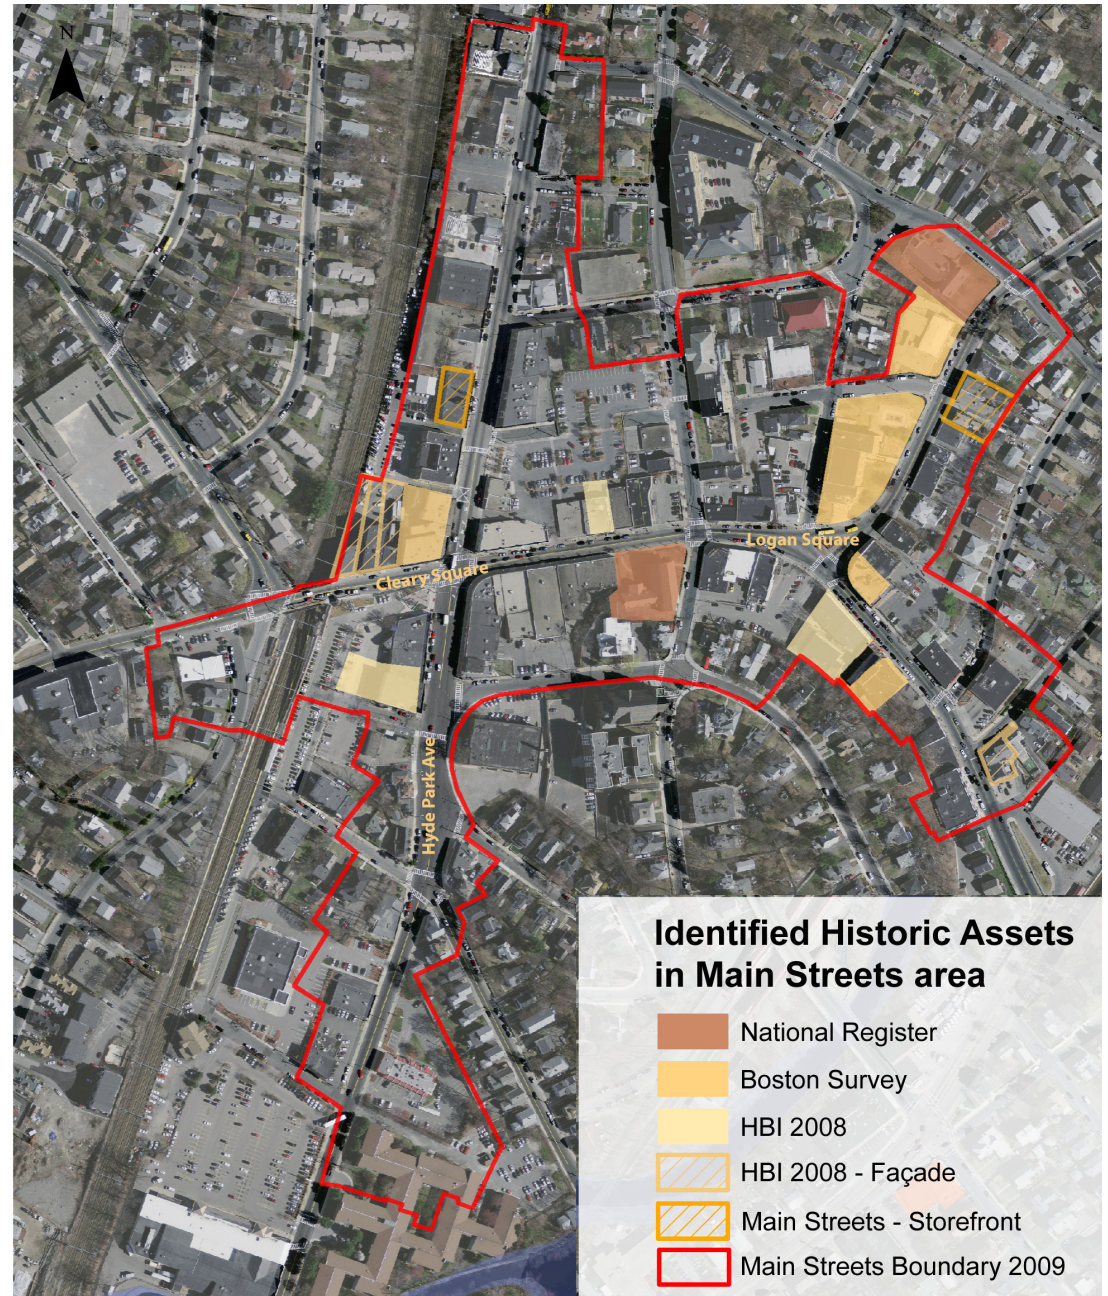 N
Logan Square
Cleary Square
Hyde Park Ave
Identified Historic Assets
in Main Streets area
National Register
Boston Survey
HBI 2008
HBI 2008 - Façade
Main Streets - Storefront
Main Streets Boundary 2009